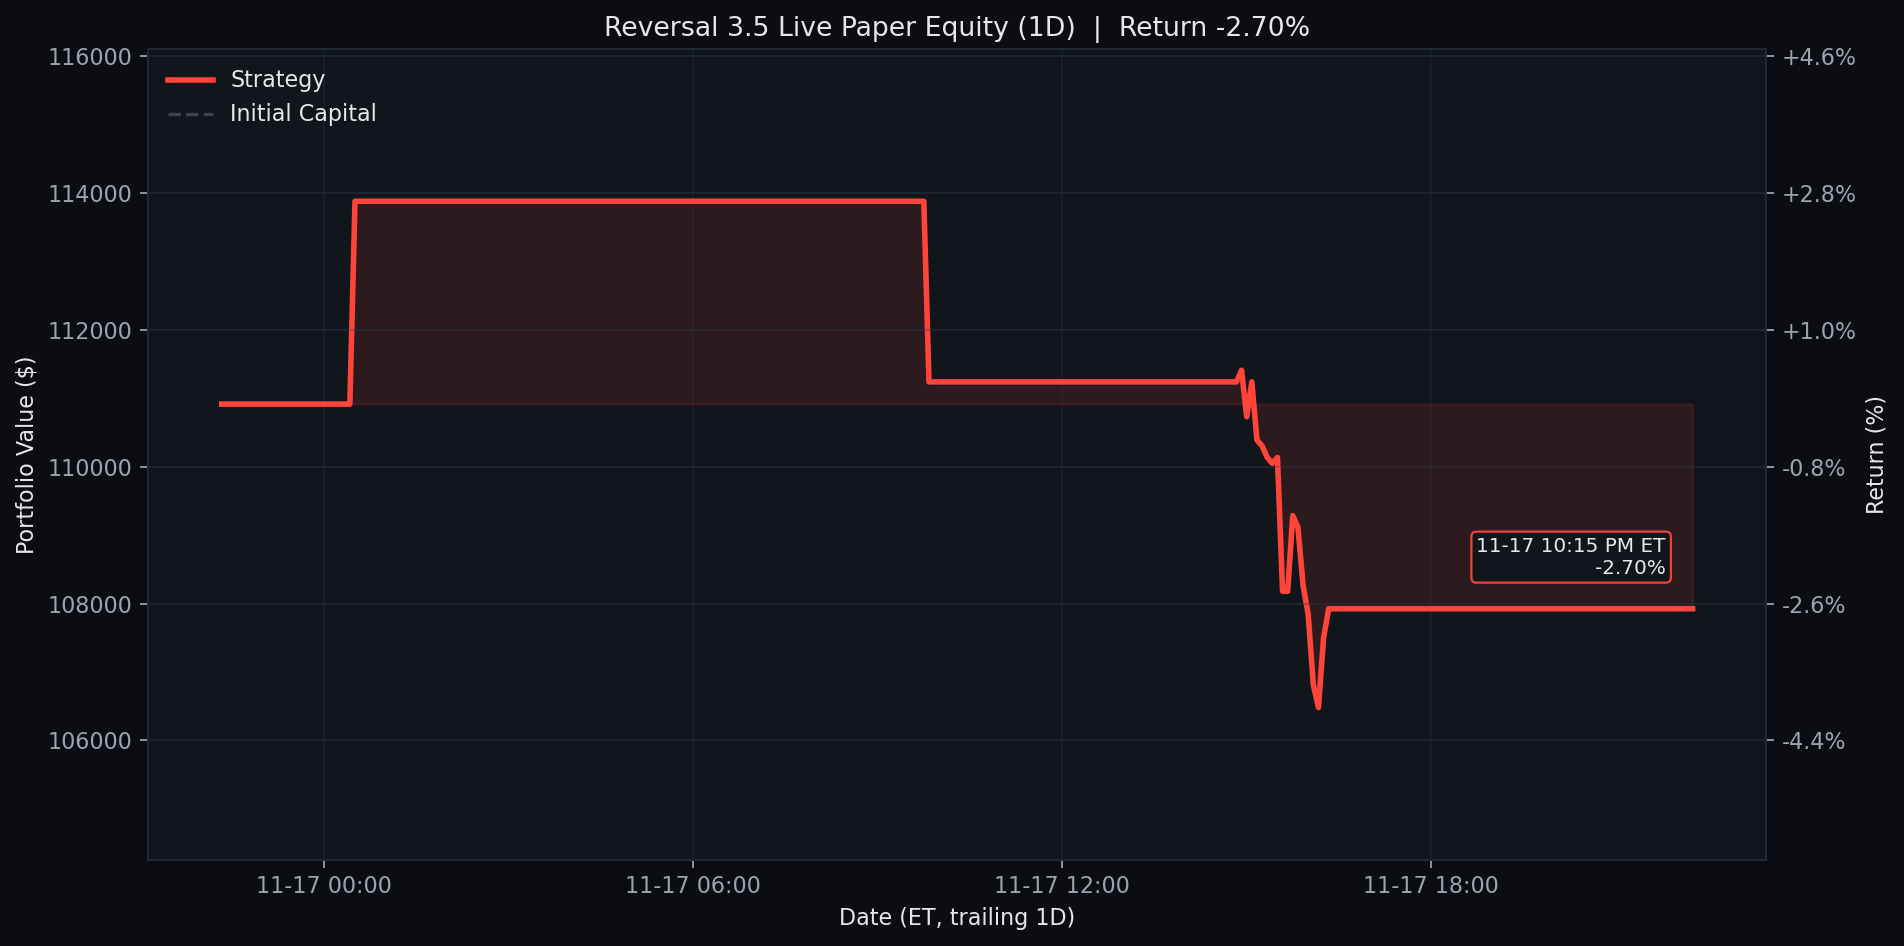 Reversal 3.5 Live Paper Equity (1D) | Return -2.70%
Strategy
Initial Capital
Portfolio Value ($)
116000
114000
112000
110000
108000
106000
+4.6%
+2.8%
+1.0%
-0.8%
-2.6%
-4.4%
Return (%)
11-17 10:15 PM ET
-2.70%
11-17 00:00
11-17 06:00
11-17 12:00
11-17 18:00
Date (ET, trailing 1D)